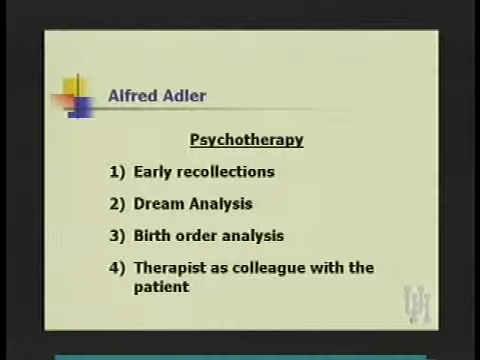 Alfred Adler
Psychotherapy
1) Early recollections
2) Dream Analysis
3) Birth order analysis
4) Therapist as colleague with the
patient
UH